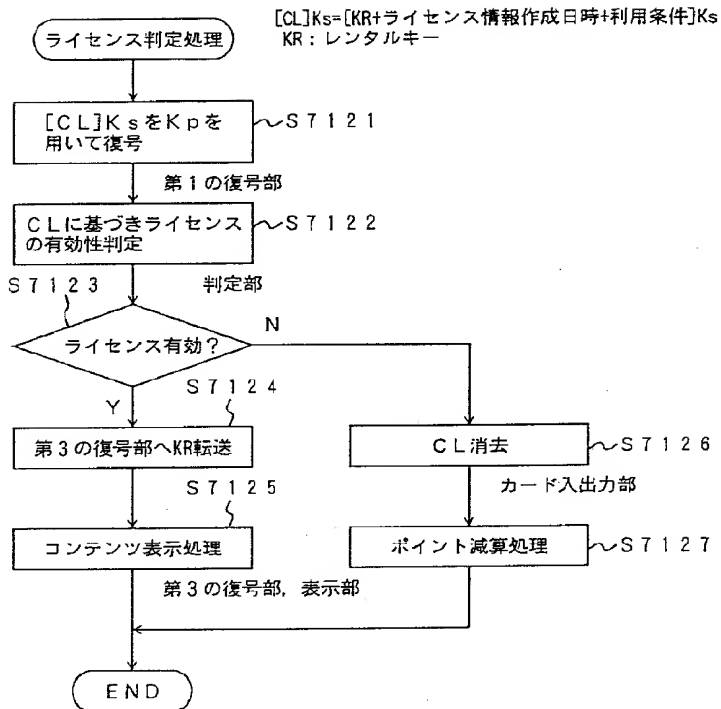 [CL]Ks=[KR+ライセンス情報作成日時+利用条件]Ks
KR：レンタルキー
ライセンス判定処理
[CL]KsをKpを
用いて復号
S7121
第1の復号部
CLに基づきライセンス
の有効性判定
S7122
S7123
判定部
ライセンス有効？
N
Y
S7124
第3の復号部へKR転送
CL消去
S7126
S7125
カード入出力部
コンテンツ表示処理
ポイント減算処理
S7127
第3の復号部，表示部
END